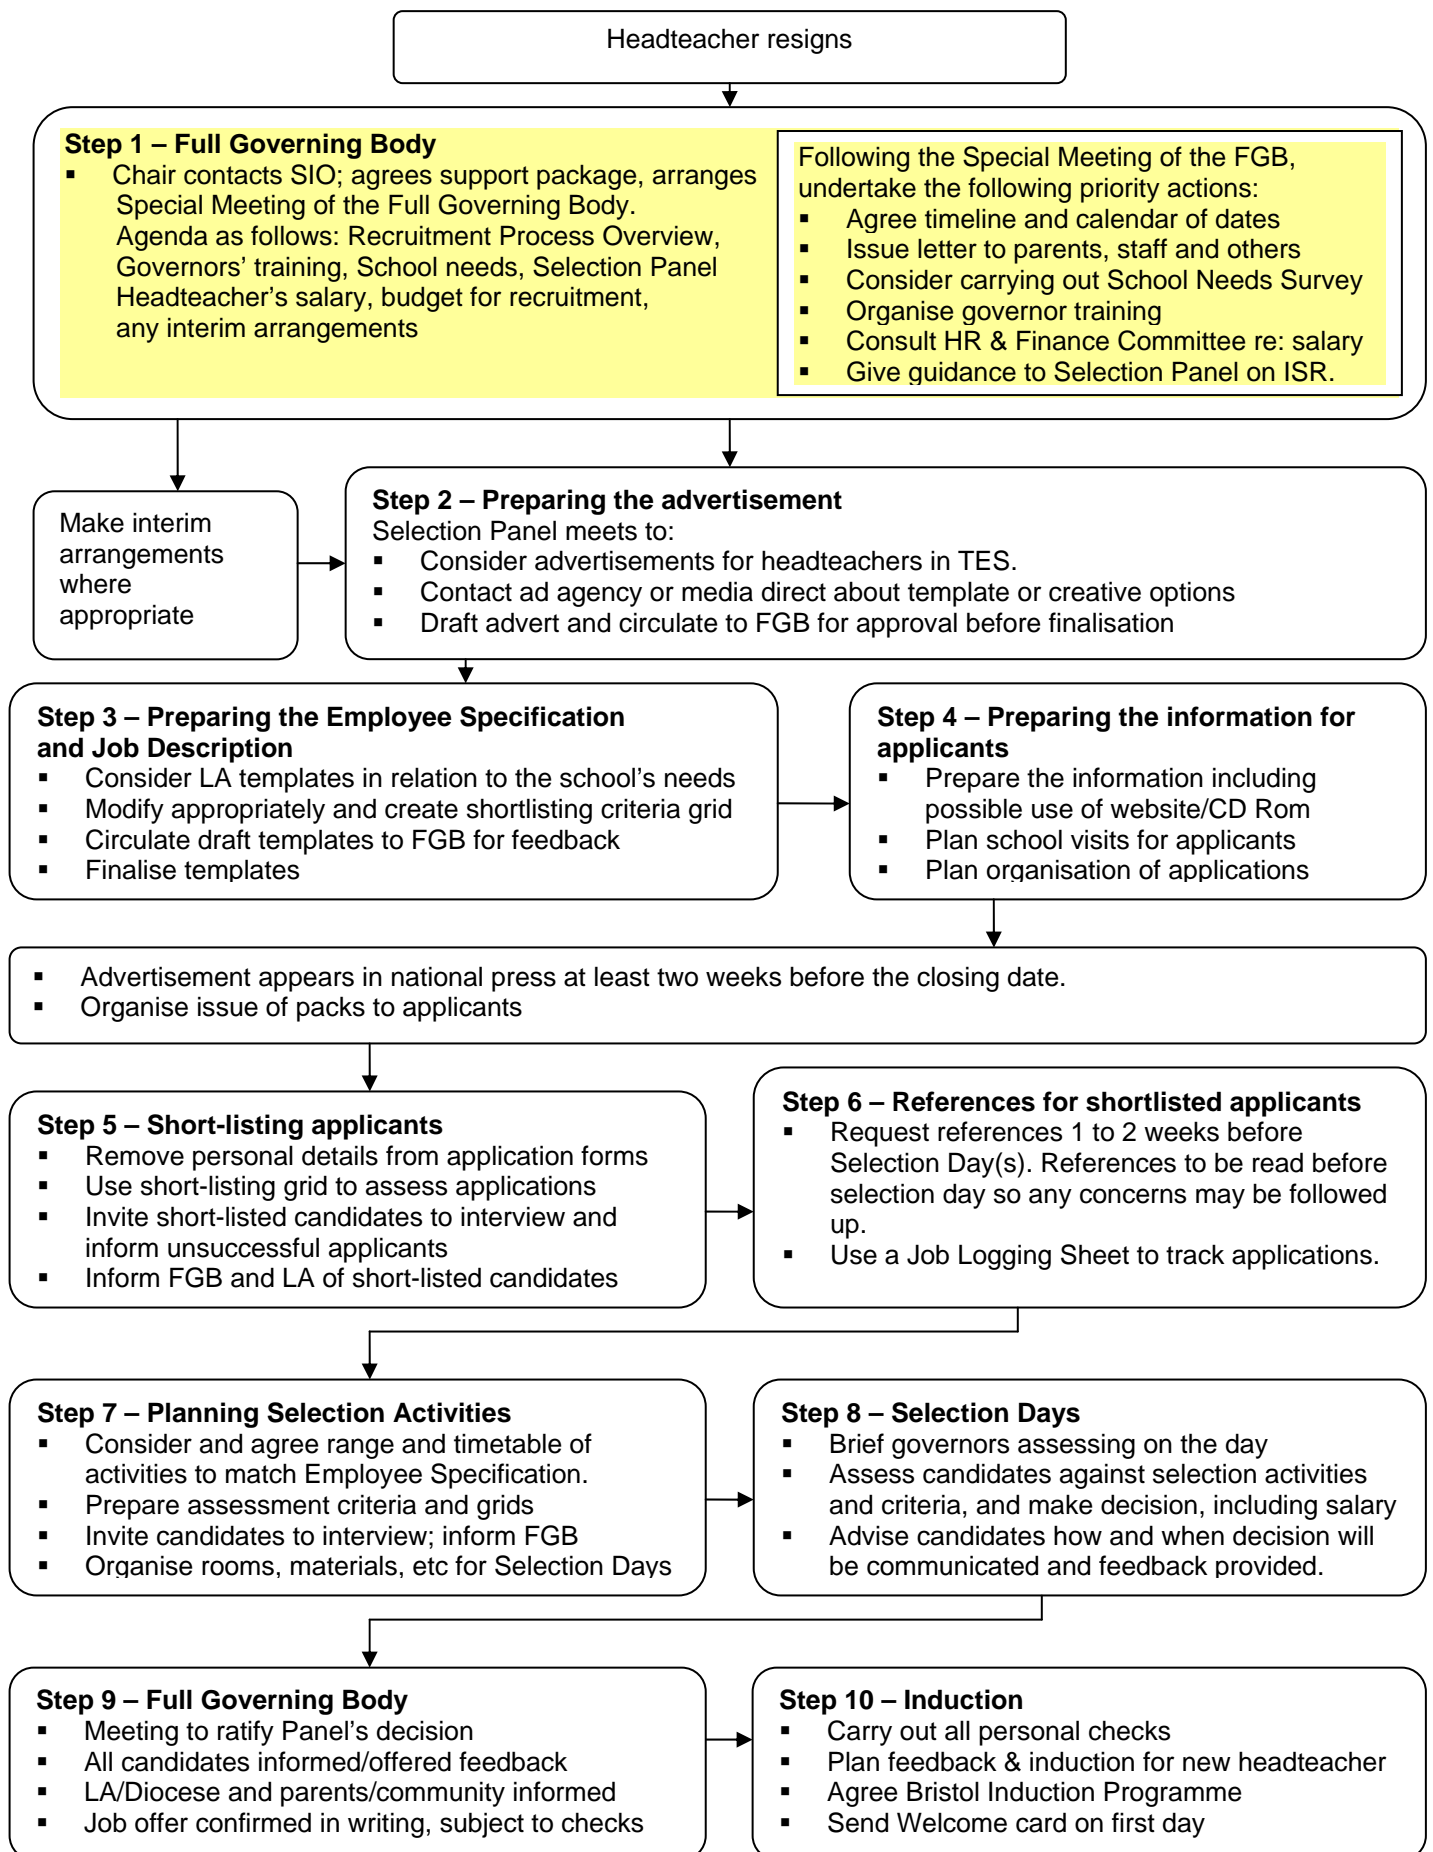 Headteacher resigns
Step 1 – Full Governing Body
▪ Chair contacts SIO; agrees support package, arranges
Special Meeting of the Full Governing Body.
Agenda as follows: Recruitment Process Overview,
Governors’ training, School needs, Selection Panel
Headteacher’s salary, budget for recruitment,
any interim arrangements
Following the Special Meeting of the FGB,
undertake the following priority actions:
▪ Agree timeline and calendar of dates
▪ Issue letter to parents, staff and others
▪ Consider carrying out School Needs Survey
▪ Organise governor training
▪ Consult HR & Finance Committee re: salary
▪ Give guidance to Selection Panel on ISR.
Make interim
arrangements
where
appropriate
Step 2 – Preparing the advertisement
Selection Panel meets to:
▪ Consider advertisements for headteachers in TES.
▪ Contact ad agency or media direct about template or creative options
▪ Draft advert and circulate to FGB for approval before finalisation
Step 3 – Preparing the Employee Specification
and Job Description
▪ Consider LA templates in relation to the school’s needs
▪ Modify appropriately and create shortlisting criteria grid
▪ Circulate draft templates to FGB for feedback
▪ Finalise templates
Step 4 – Preparing the information for
applicants
▪ Prepare the information including
possible use of website/CD Rom
▪ Plan school visits for applicants
▪ Plan organisation of applications
▪ Advertisement appears in national press at least two weeks before the closing date.
▪ Organise issue of packs to applicants
Step 5 – Short-listing applicants
▪ Remove personal details from application forms
▪ Use short-listing grid to assess applications
▪ Invite short-listed candidates to interview and
inform unsuccessful applicants
▪ Inform FGB and LA of short-listed candidates
Step 6 – References for shortlisted applicants
▪ Request references 1 to 2 weeks before
Selection Day(s). References to be read before
selection day so any concerns may be followed
up.
▪ Use a Job Logging Sheet to track applications.
Step 7 – Planning Selection Activities
▪ Consider and agree range and timetable of
activities to match Employee Specification.
▪ Prepare assessment criteria and grids
▪ Invite candidates to interview; inform FGB
▪ Organise rooms, materials, etc for Selection Days
Step 8 – Selection Days
▪ Brief governors assessing on the day
▪ Assess candidates against selection activities
and criteria, and make decision, including salary
▪ Advise candidates how and when decision will
be communicated and feedback provided.
Step 9 – Full Governing Body
▪ Meeting to ratify Panel’s decision
▪ All candidates informed/offered feedback
▪ LA/Diocese and parents/community informed
▪ Job offer confirmed in writing, subject to checks
Step 10 – Induction
▪ Carry out all personal checks
▪ Plan feedback & induction for new headteacher
▪ Agree Bristol Induction Programme
▪ Send Welcome card on first day